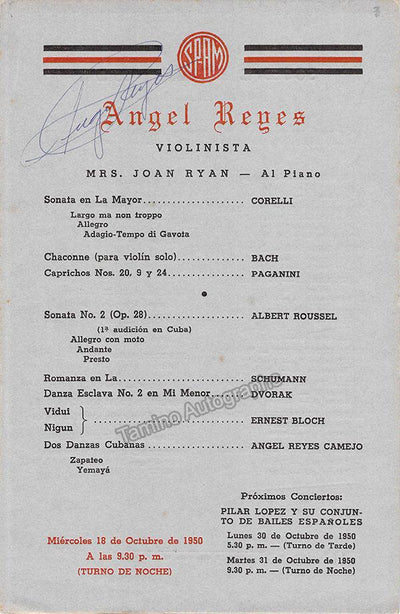 3
SPAM
Angel Reyes
Angel Reyes
VIOLINISTA
MRS. JOAN RYAN — Al Piano
Sonata en La Mayor........................ CORELLI
Largo ma non troppo
Allegro
Adagio-Tempo di Gavota
Chaconne (para violín solo)................ BACH
Caprichos Nos. 20, 9 y 24................. PAGANINI
•
Sonata No. 2 (Op. 28)..................... ALBERT ROUSSEL
(1ª audición en Cuba)
Allegro con moto
Andante
Presto
Romanza en La............................ SCHUMANN
Danza Esclava No. 2 en Mi Menor....... DVORAK
Vidui
Nigun
} ................................... ERNEST BLOCH
Dos Danzas Cubanas...................... ANGEL REYES CAMEJO
Zapateo
Yemayá
Tamino Autographs
Miércoles 18 de Octubre de 1950
A las 9.30 p. m.
(TURNO DE NOCHE)
Próximos Conciertos:
PILAR LOPEZ Y SU CONJUN-
TO DE BAILES ESPAÑOLES
Lunes 30 de Octubre de 1950
5.30 p. m. — (Turno de Tarde)
Martes 31 de Octubre de 1950
9.30 p. m. — (Turno de Noche)